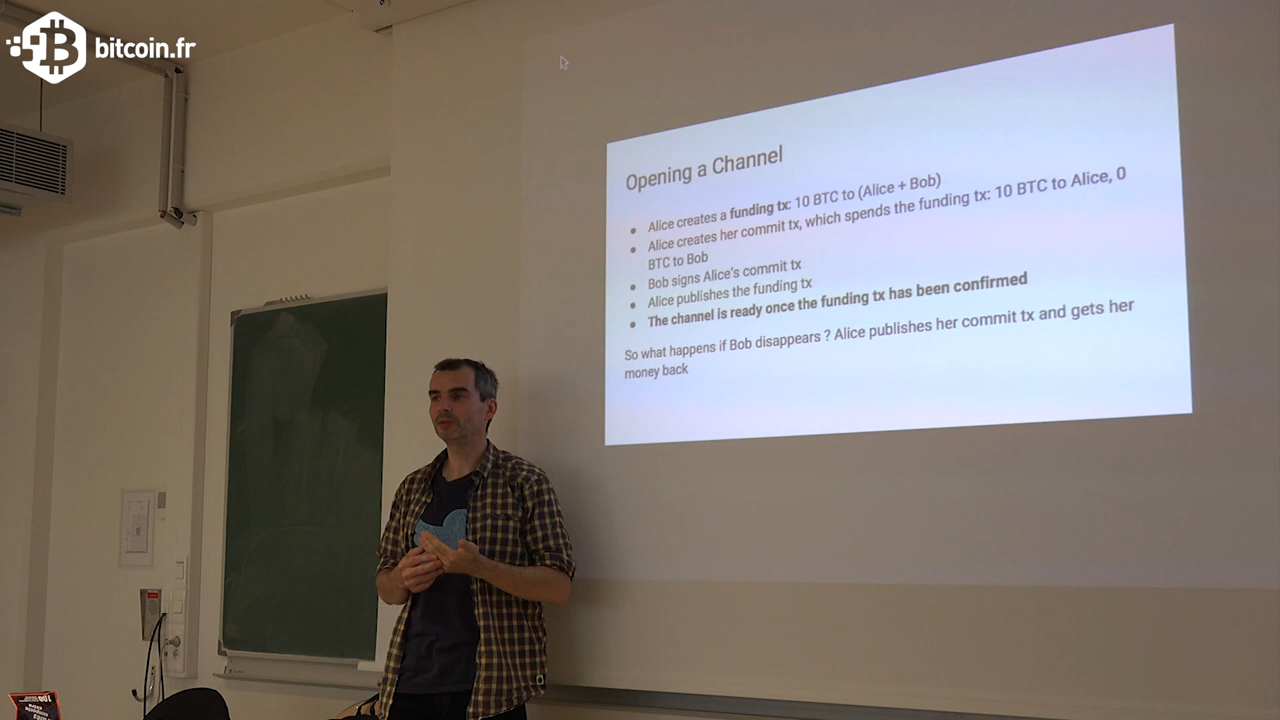 bitcoin.fr
Opening a Channel
● Alice creates a funding tx: 10 BTC to (Alice + Bob)
● Alice creates her commit tx, which spends the funding tx: 10 BTC to Alice, 0
BTC to Bob
● Bob signs Alice's commit tx
● Alice publishes the funding tx
● The channel is ready once the funding tx has been confirmed
So what happens if Bob disappears ? Alice publishes her commit tx and gets her
money back